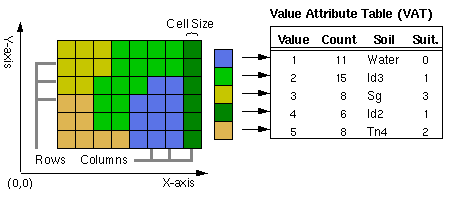 Cell Size
Y-axis
Rows
Columns
(0,0)
X-axis
Value Attribute Table (VAT)
Value Count Soil Suit.
1 11 Water 0
2 15 Id3 1
3 8 Sg 3
4 6 Id2 1
5 8 Tn4 2